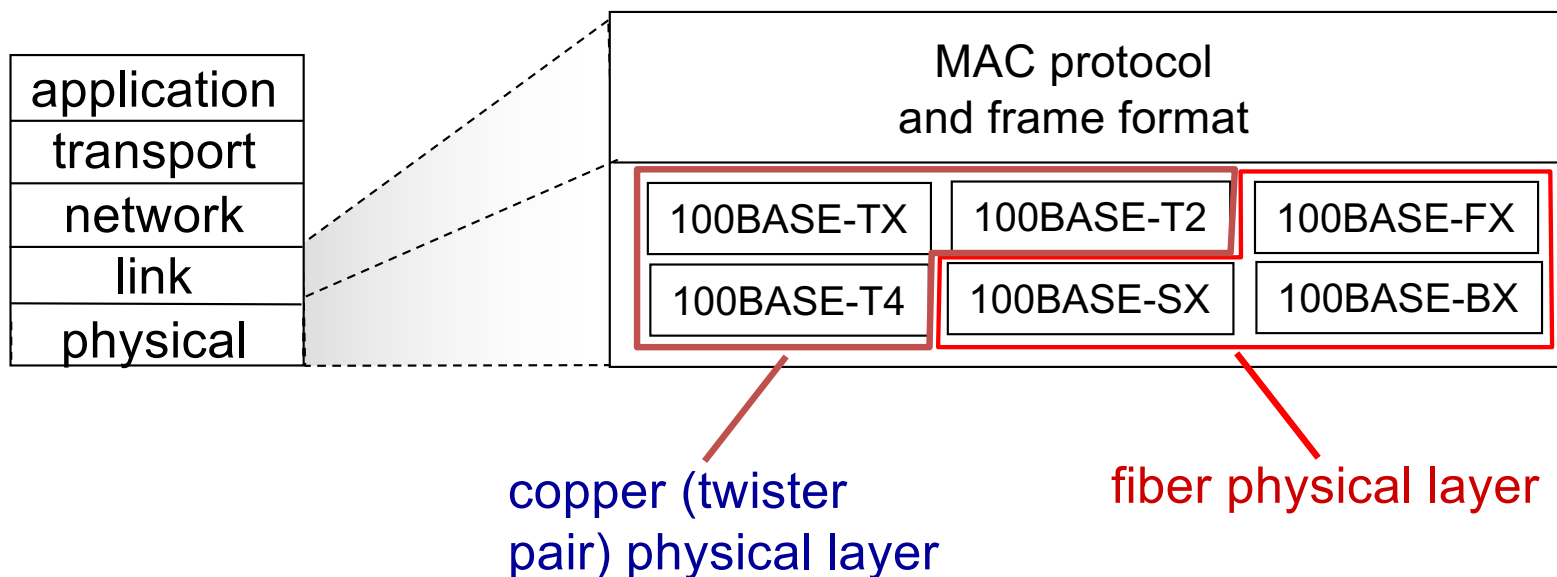 application
transport
network
link
physical
MAC protocol
and frame format
100BASE-TX
100BASE-T2
100BASE-FX
100BASE-T4
100BASE-SX
100BASE-BX
copper (twister
pair) physical layer
fiber physical layer